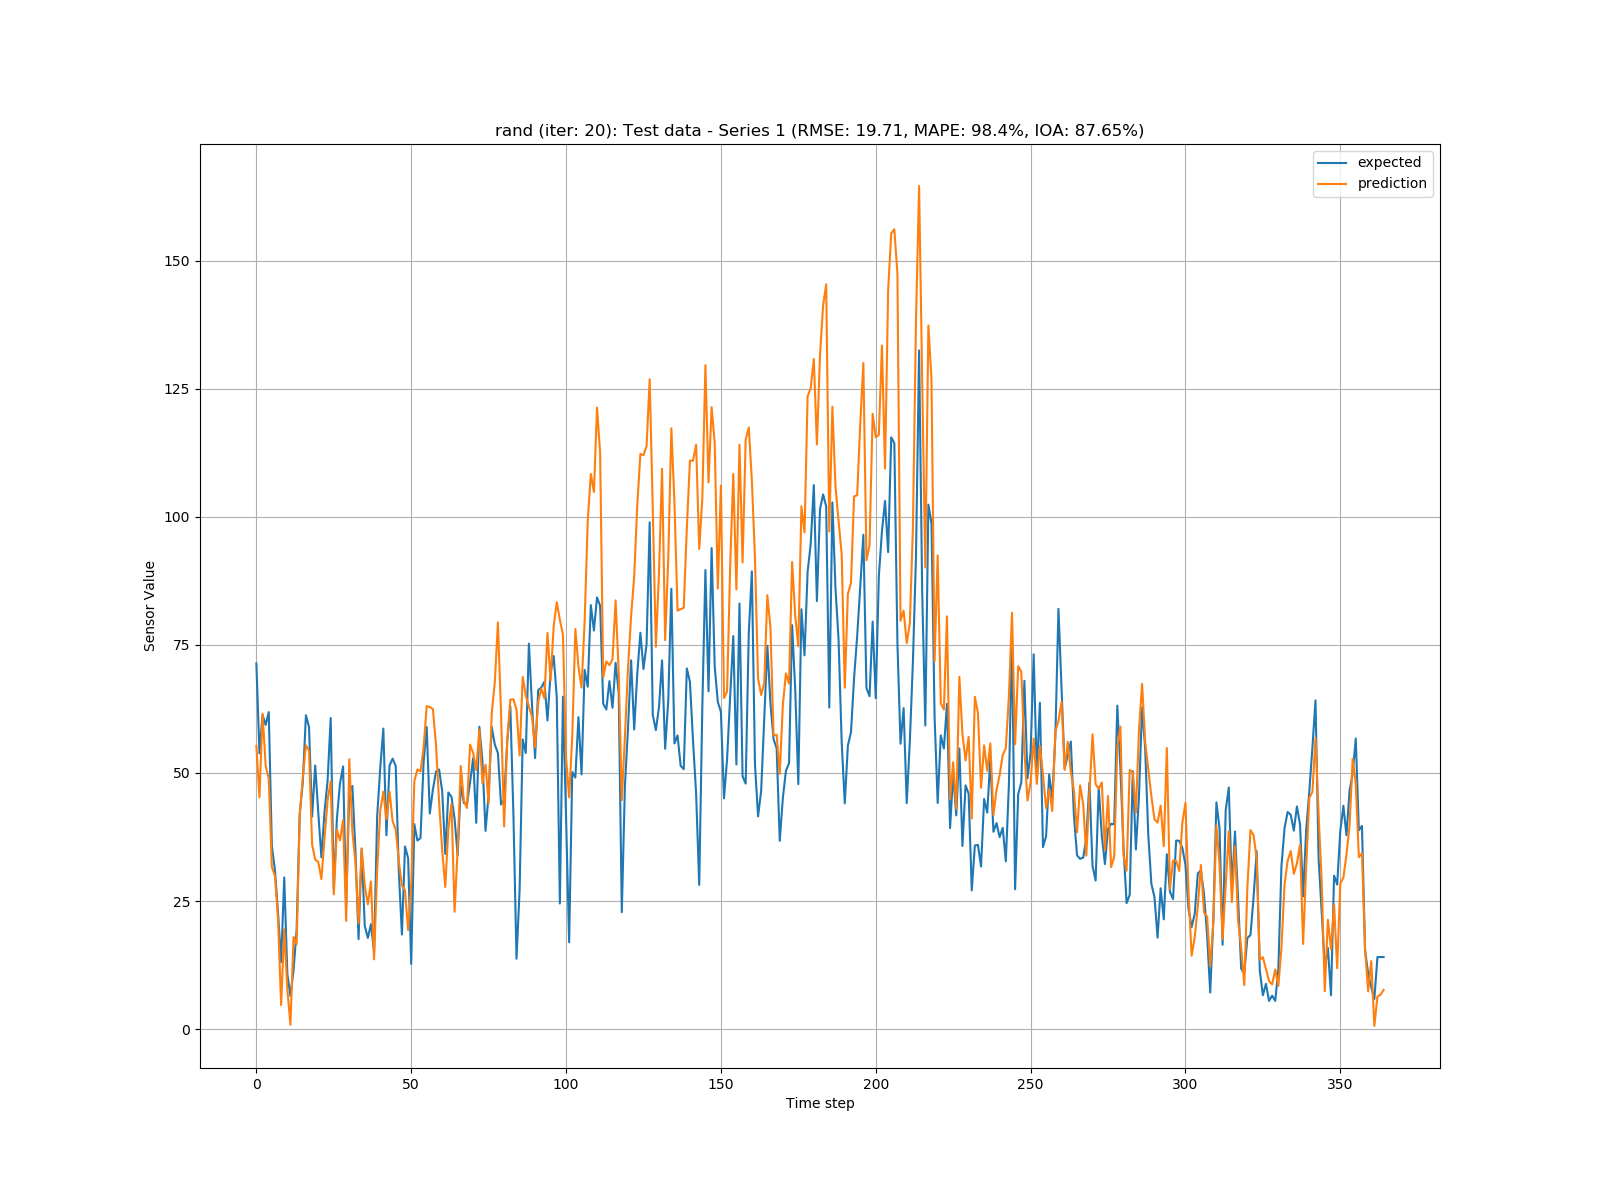 rand (iter: 20): Test data - Series 1 (RMSE: 19.71, MAPE: 98.4%, IOA: 87.65%)
expected
prediction
150
125
100
75
50
25
0
Sensor Value
0 50 100 150 200 250 300 350
Time step